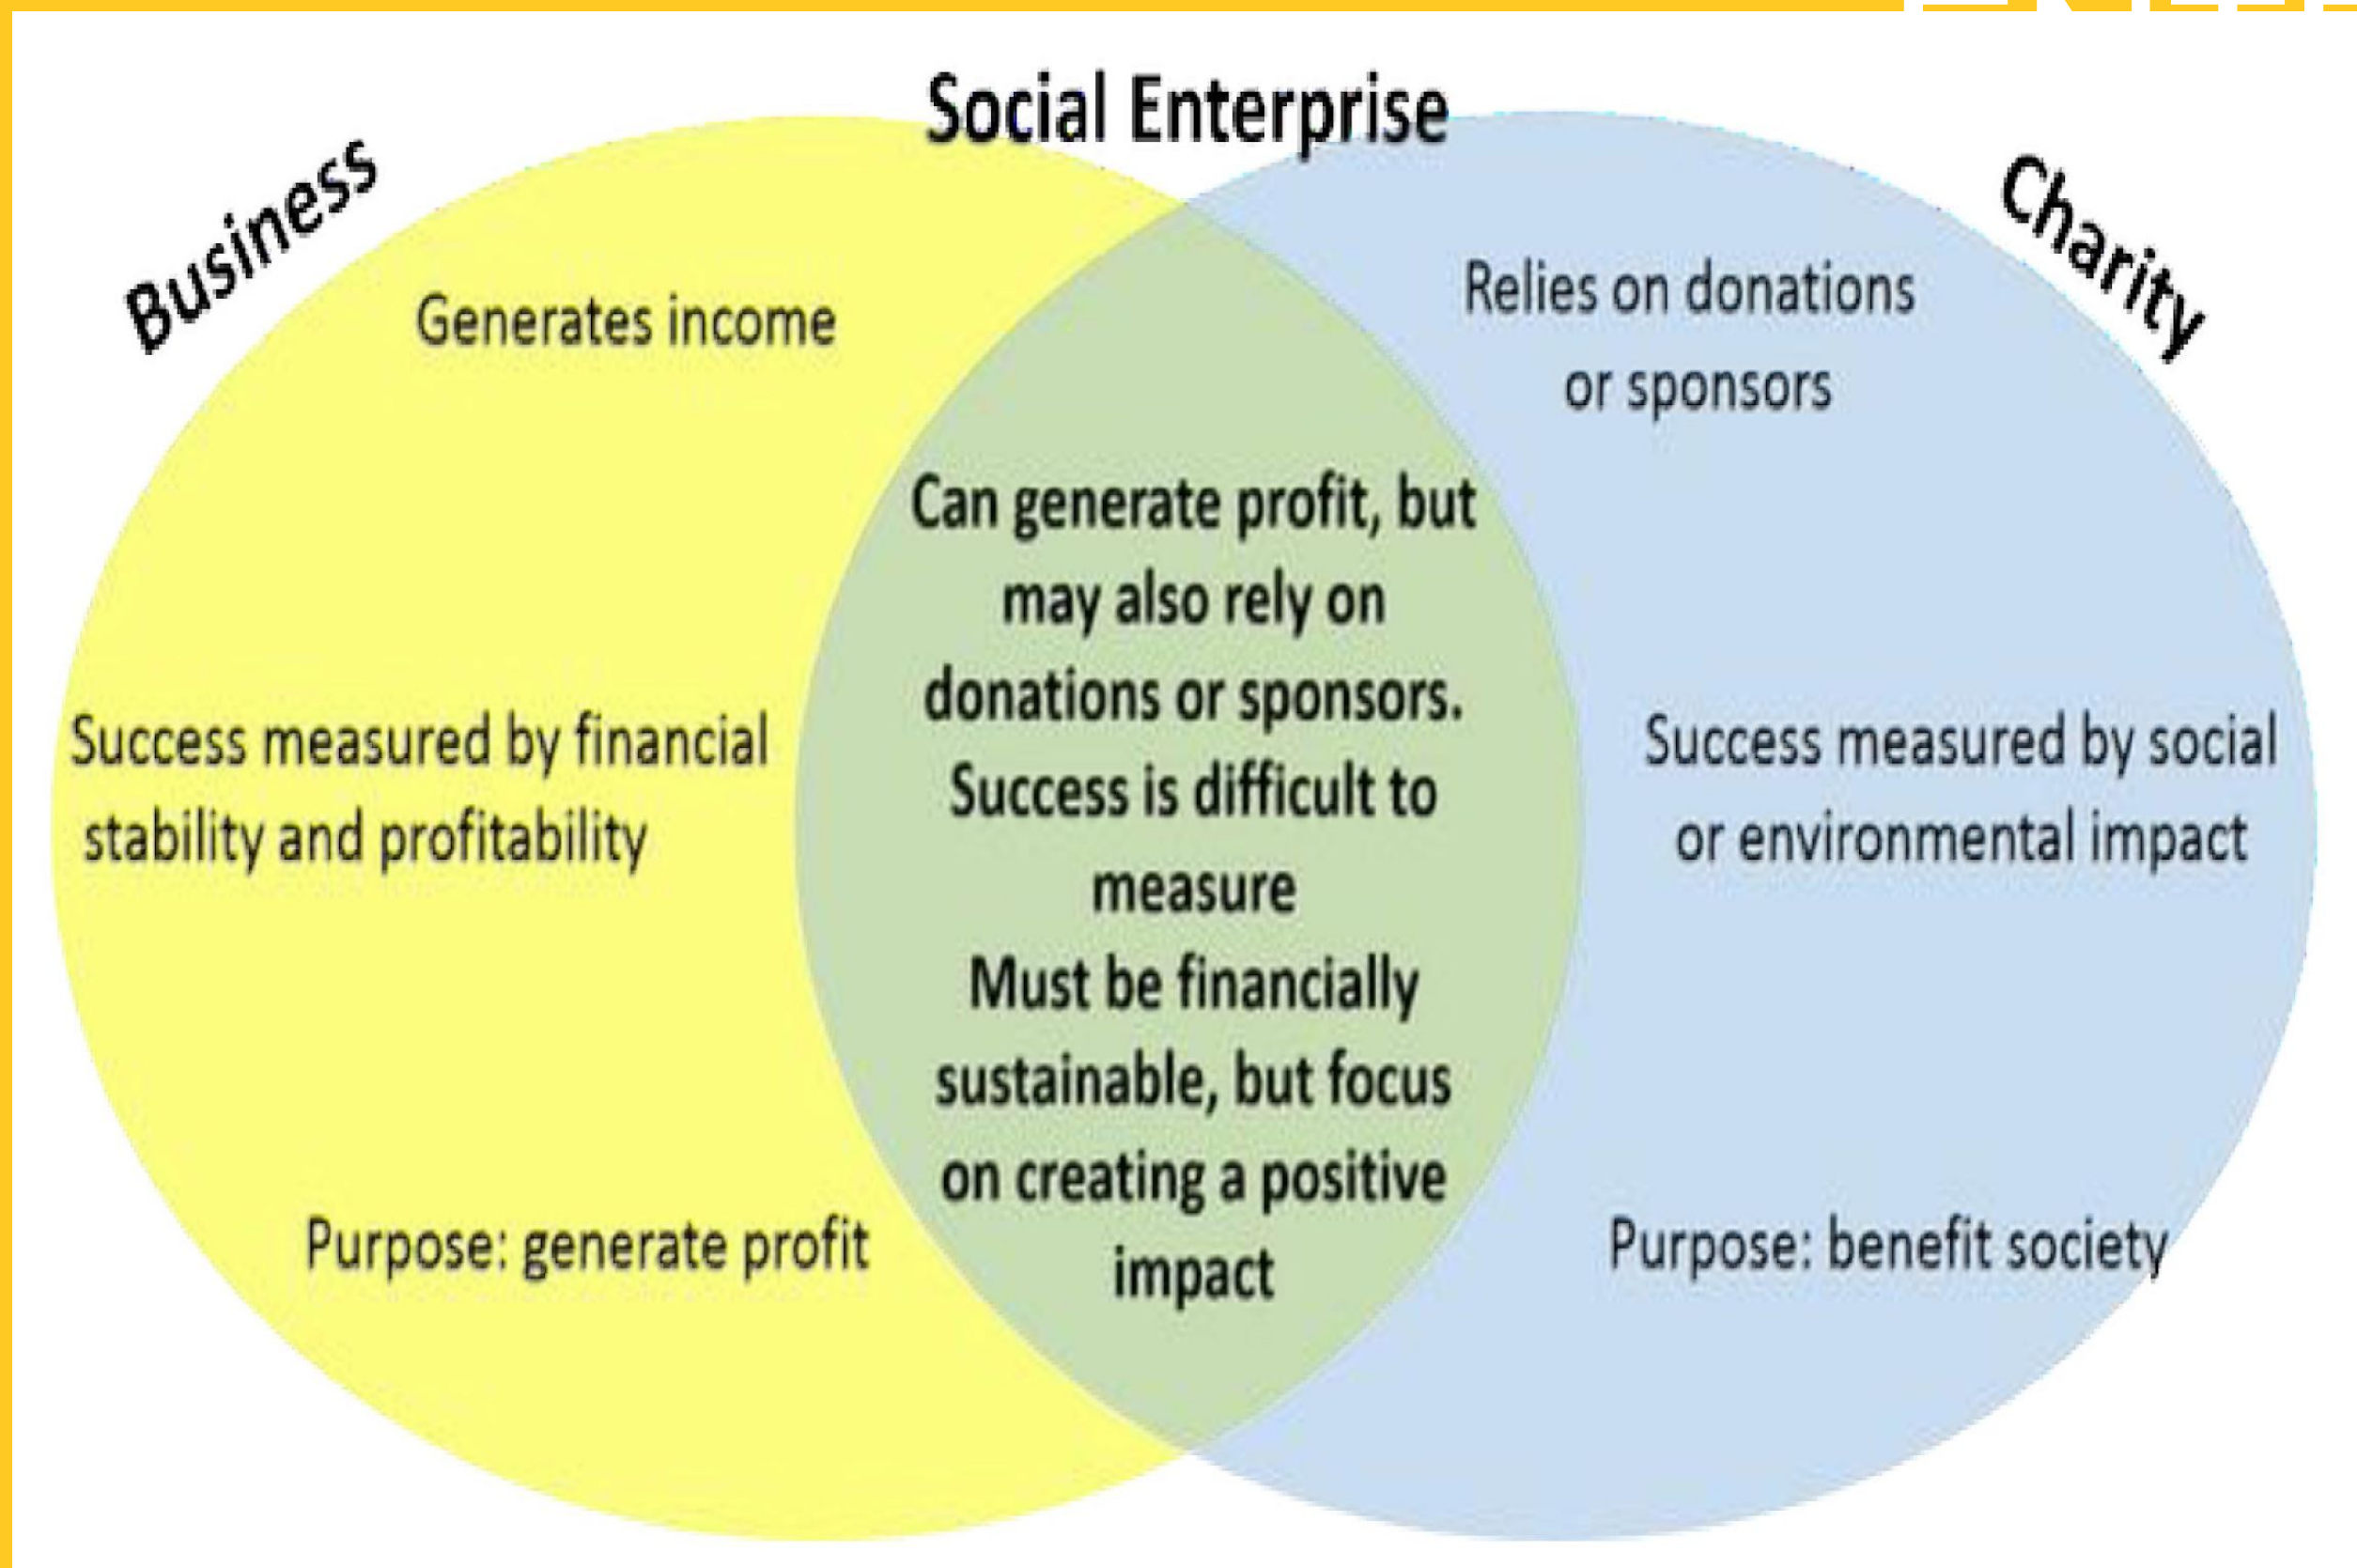 Social Enterprise
Business
Charity
Generates income
Success measured by financial
stability and profitability
Purpose: generate profit
Can generate profit, but
may also rely on
donations or sponsors.
Success is difficult to
measure
Must be financially
sustainable, but focus
on creating a positive
impact
Relies on donations
or sponsors
Success measured by social
or environmental impact
Purpose: benefit society